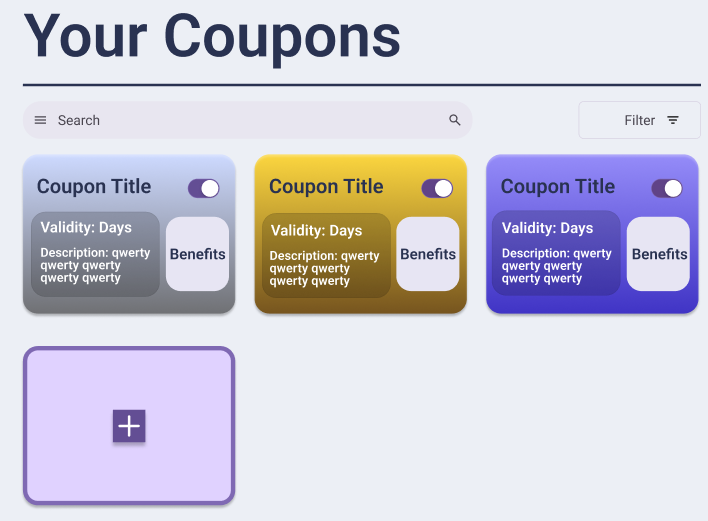 Your Coupons
Search
Filter
Coupon Title
Validity: Days
Description: qwerty
qwerty qwerty
qwerty qwerty
Benefits
Coupon Title
Validity: Days
Description: qwerty
qwerty qwerty
qwerty qwerty
Benefits
Coupon Title
Validity: Days
Description: qwerty
qwerty qwerty
qwerty qwerty
Benefits